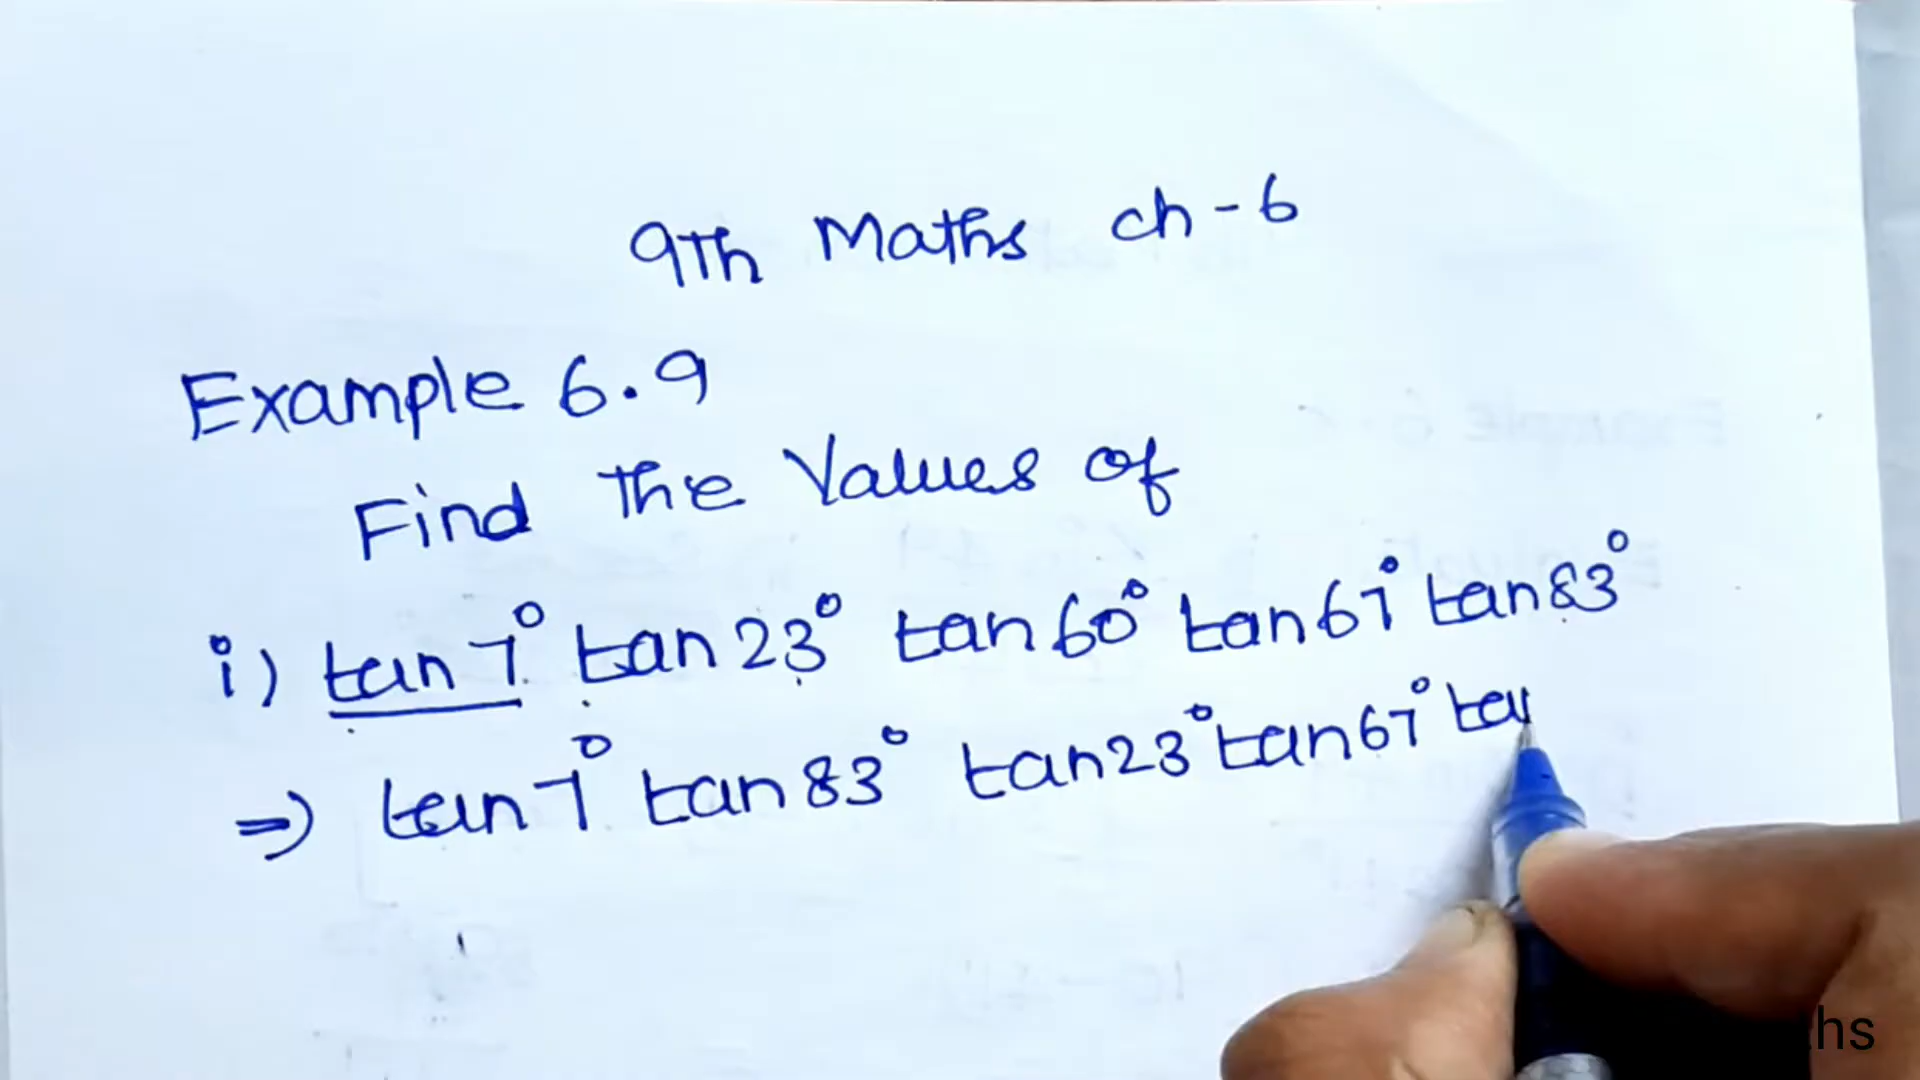 9Th Maths ch-6
Example 6.9
Find The Values of
i) tan 7° tan 23° tan 60° tan 67° tan 83°
⇒ tan 7° tan 83° tan 23° tan 67°